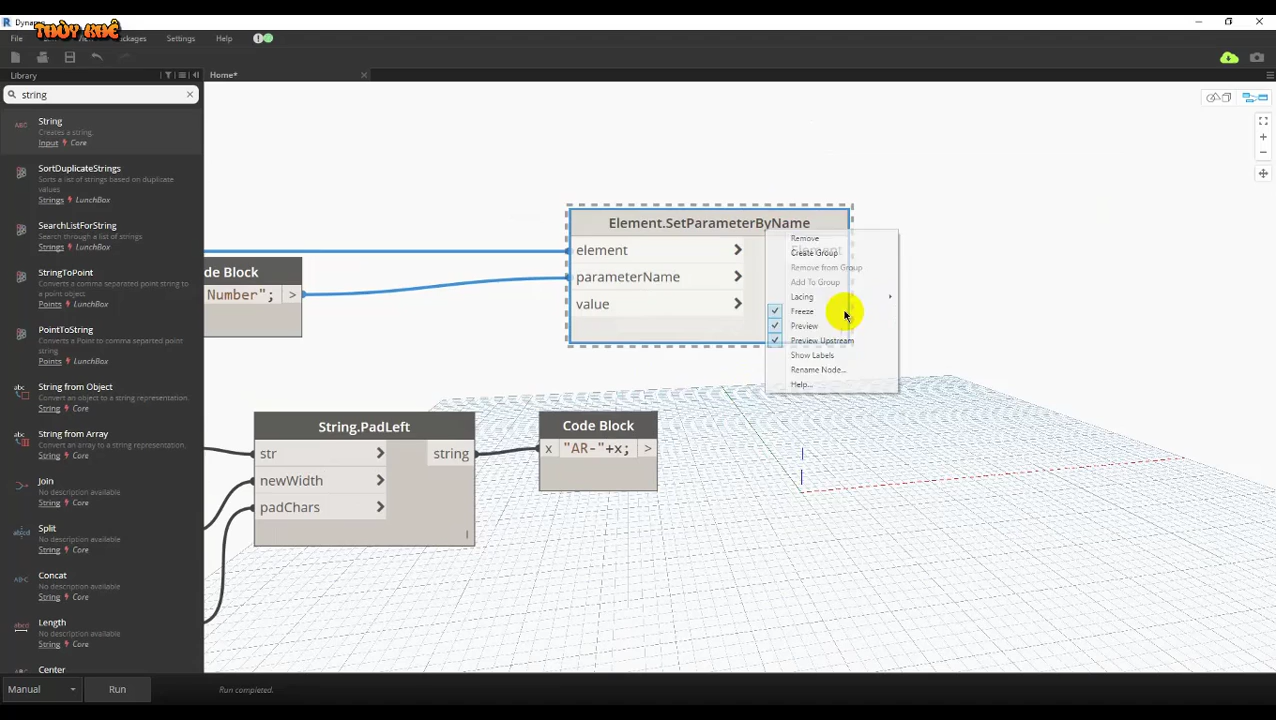 Dynamo
THÙY KHÊ
File
Packages
Settings
Help
Library
Home*
string
String
Creates a string.
Input Core
SortDuplicateStrings
Sorts a list of strings based on duplicate
values
Strings LunchBox
SearchListForString
Search through a list of strings
Strings LunchBox
StringToPoint
Converts a comma separated point string to
a point object.
Points LunchBox
PointToString
Converts a Point to comma separated point
string
Points LunchBox
String from Object
Convert an object to a string representation.
String Core
String from Array
Convert an array to a string representation.
String Core
Join
No description available
String Core
Split
No description available
String Core
Concat
No description available
String Core
Length
No description available
String Core
Center
Element.SetParameterByName
element
parameterName
value
Element
Remove
Create Group
Remove from Group
Add To Group
Lacing
Freeze
Preview
Preview Upstream
Show Labels
Rename Node...
Help...
de Block
Number"; >
String.PadLeft
str
newWidth
padChars
string
Code Block
x "AR-"+x; >
Manual
Run
Run completed.